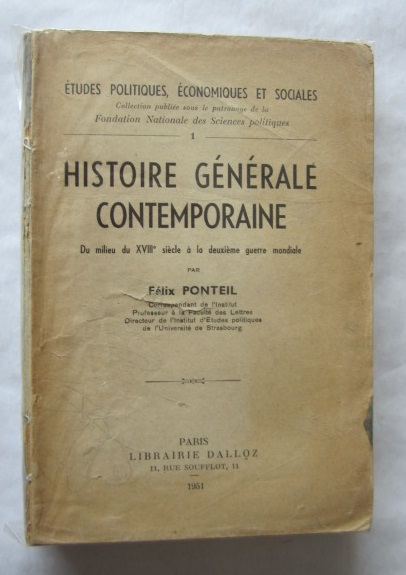 ÉTUDES POLITIQUES, ÉCONOMIQUES ET SOCIALES
Collection publiée sous le patronage de la
Fondation Nationale des Sciences politiques
1
HISTOIRE GÉNÉRALE
CONTEMPORAINE
Du milieu du XVIIIe siècle à la deuxième guerre mondiale
PAR
Félix PONTEIL
Correspondant de l'Institut
Professeur à la Faculté des Lettres
Directeur de l'Institut d'Études politiques
de l'Université de Strasbourg
PARIS
LIBRAIRIE DALLOZ
11, RUE SOUFFLOT, 11
1951